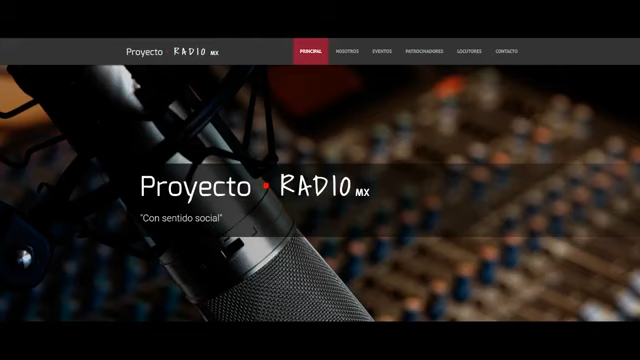 Proyecto • RADIO MX
PRINCIPAL NOSOTROS EVENTOS PATROCINADORES LOCUTORES CONTACTO
Proyecto • RADIO MX
"Con sentido social"